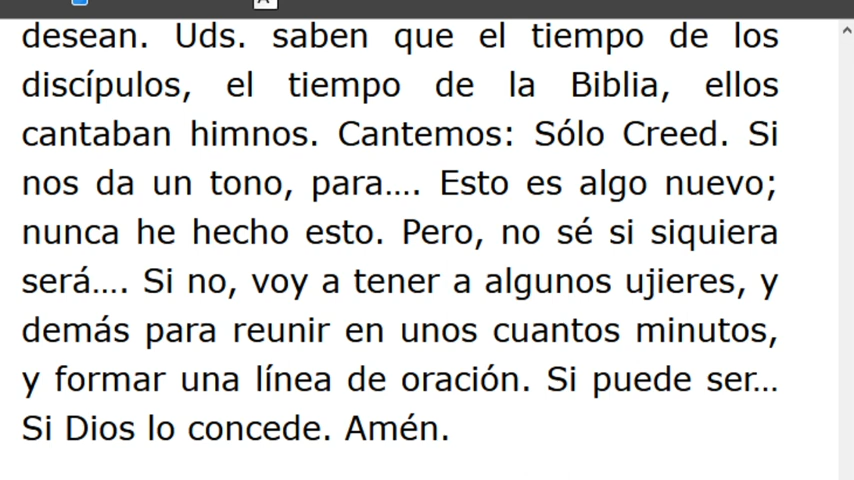 desean. Uds. saben que el tiempo de los
discípulos, el tiempo de la Biblia, ellos
cantaban himnos. Cantemos: Sólo Creed. Si
nos da un tono, para.... Esto es algo nuevo;
nunca he hecho esto. Pero, no sé si siquiera
será.... Si no, voy a tener a algunos ujieres, y
demás para reunir en unos cuantos minutos,
y formar una línea de oración. Si puede ser...
Si Dios lo concede. Amén.